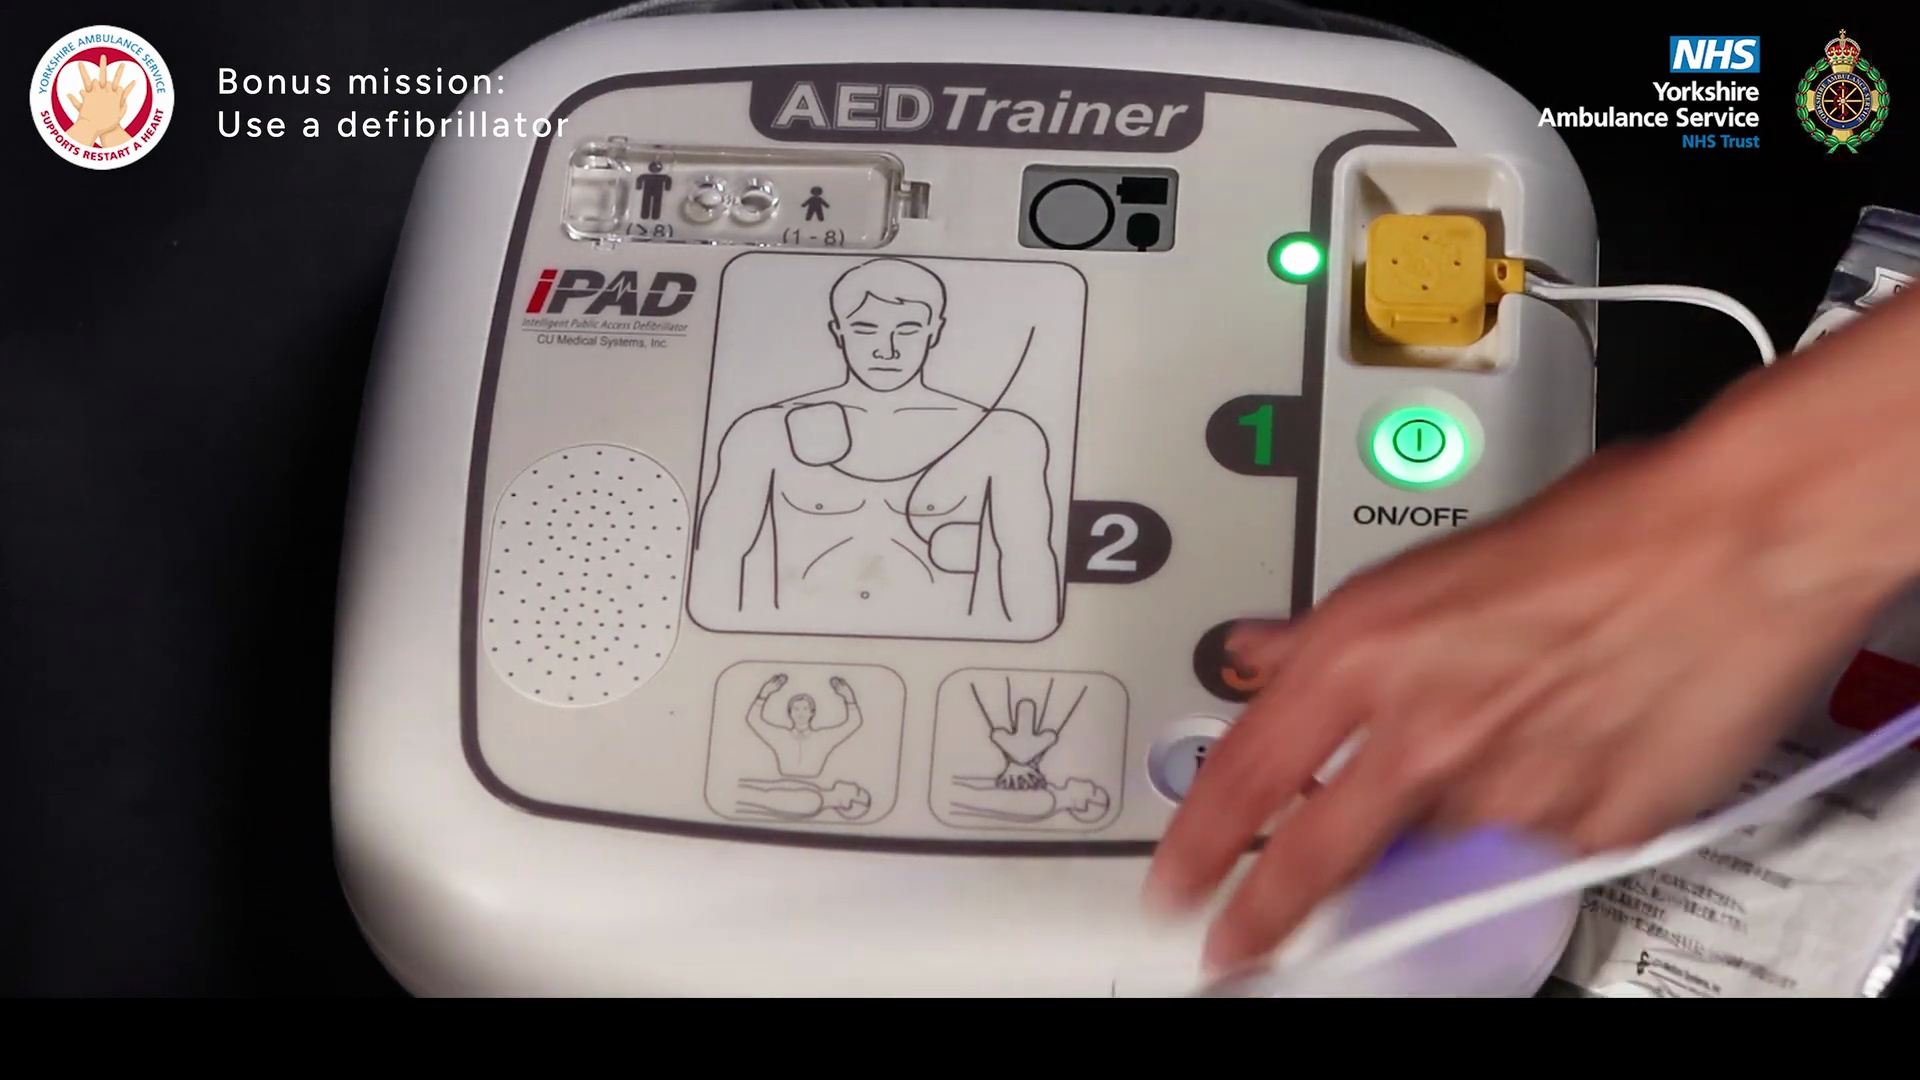 YORKSHIRE AMBULANCE SERVICE
SUPPORTS RESTART A HEART
Bonus mission:
Use a defibrillator
NHS
Yorkshire
Ambulance Service
NHS Trust
AED Trainer
(>8)
(1 - 8)
iPAD
Intelligent Public Access Defibrillator
CU Medical Systems, Inc.
1
ON/OFF
2
3
i